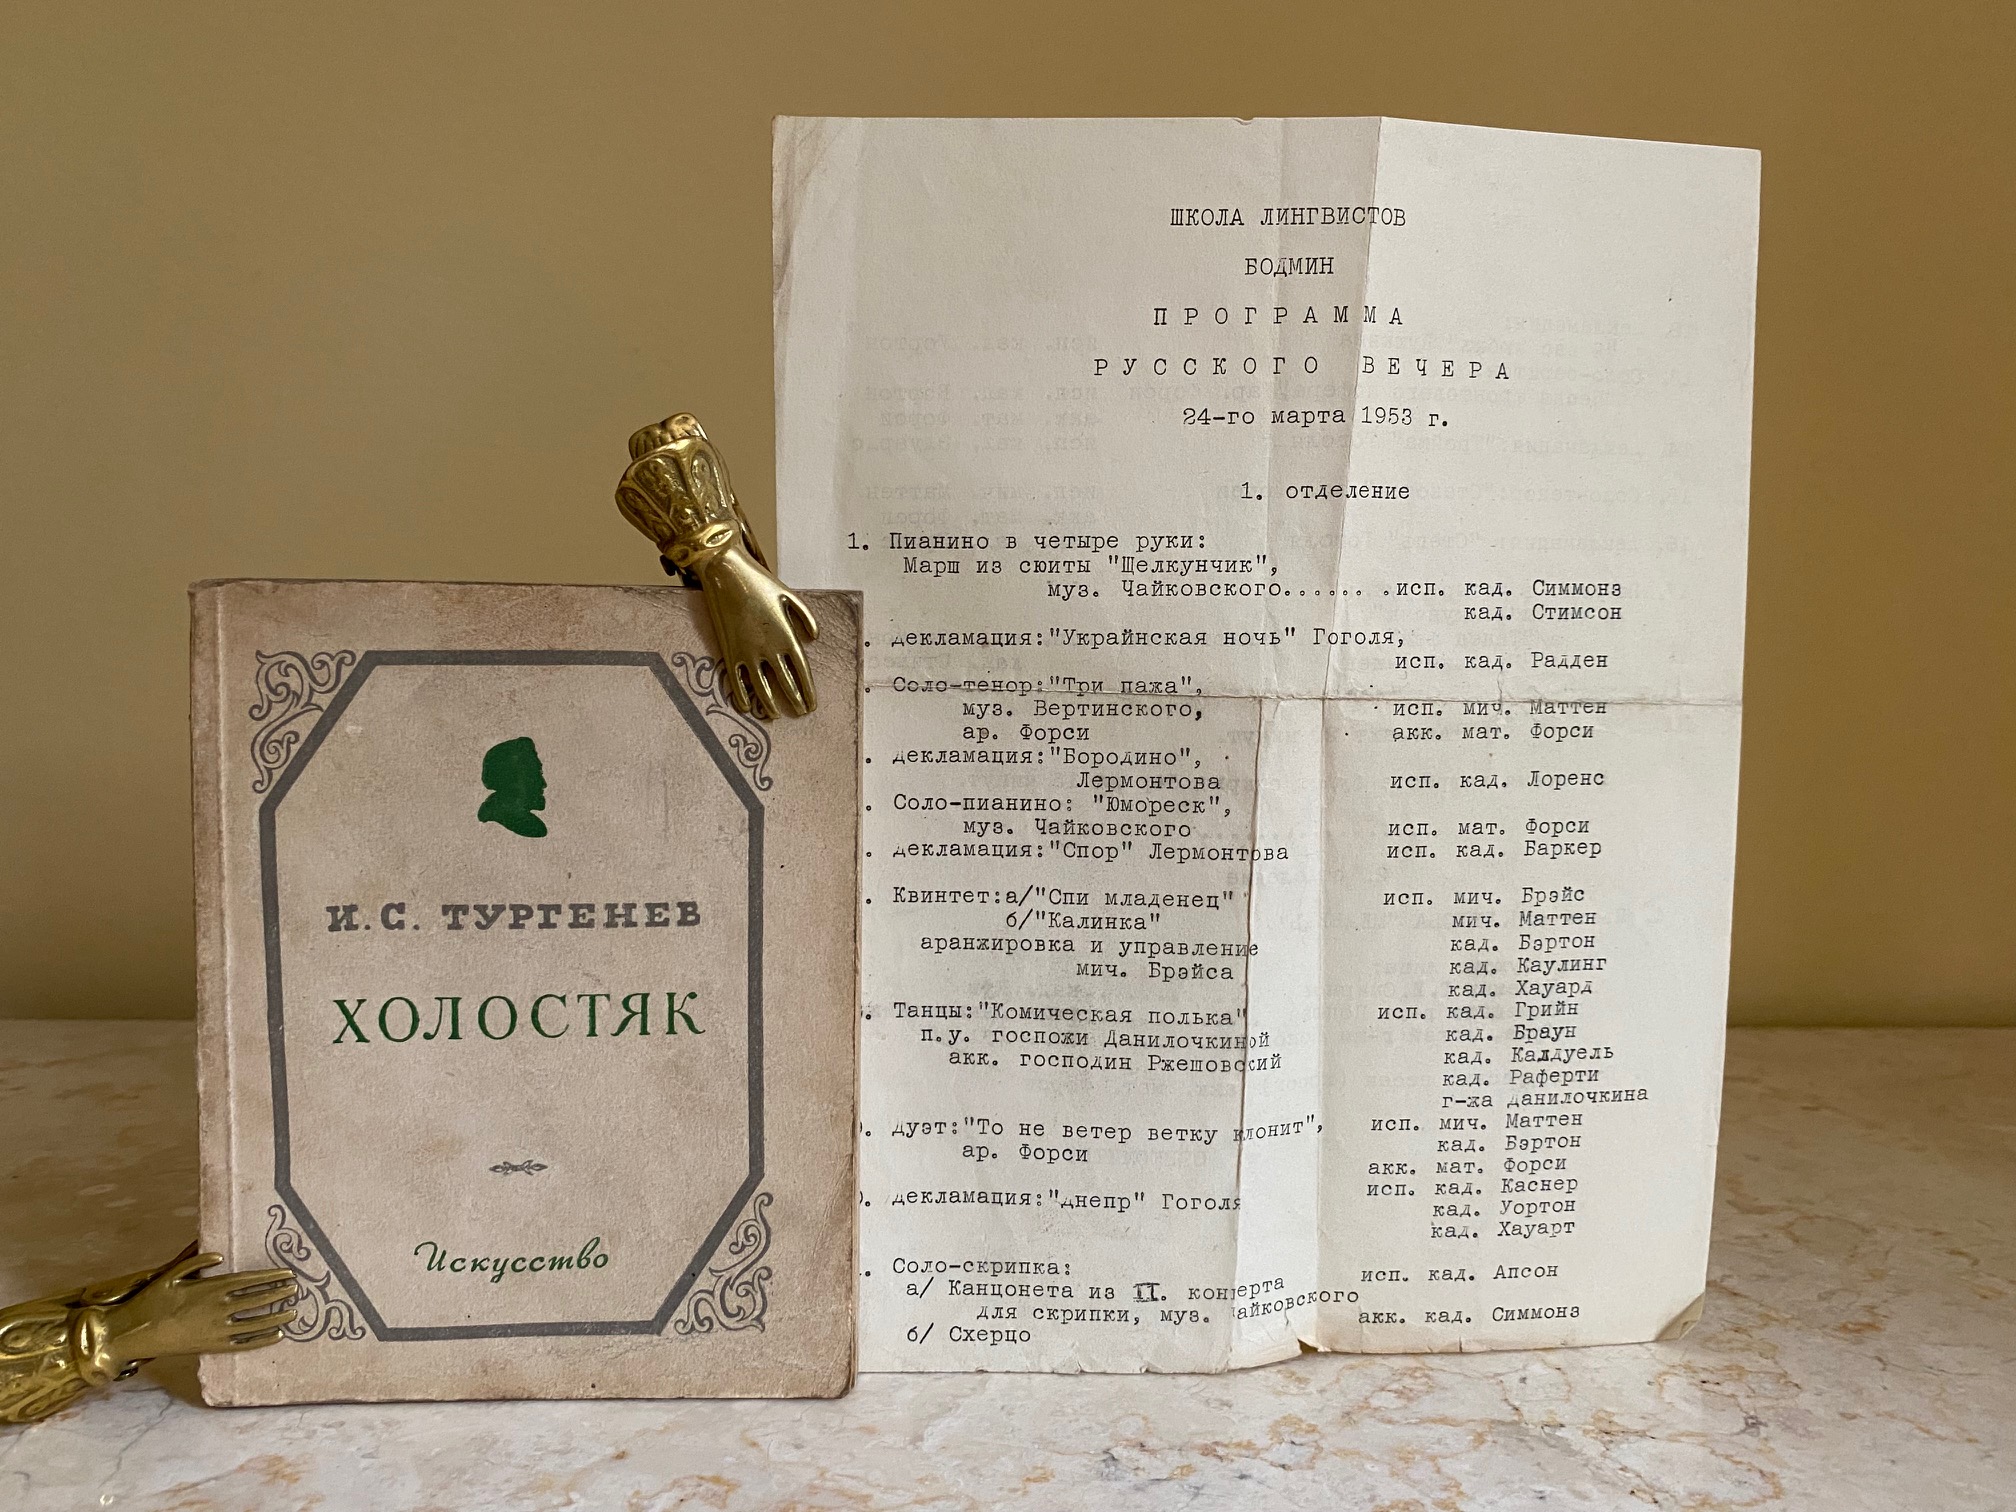 И.С. ТУРГЕНЕВ
ХОЛОСТЯК
Искусство
ШКОЛА ЛИНГВИСТОВ
БОДМИН
ПРОГРАММА
РУССКОГО ВЕЧЕРА
24-го марта 1953 г.
1. отделение
1. Пианино в четыре руки:
Марш из сюиты "Щелкунчик",
муз. Чайковского...... .исп. кад. Симмонз
кад. Стимсон
. декламация:"Украйнская ночь" Гоголя,
исп. кад. Радден
. Соло-тенор:"Три пажа",
муз. Вертинского, исп. мич. Маттен
ар. Форси акк. мат. Форси
. декламация:"Бородино",
Лермонтова исп. кад. Лоренс
. Соло-пианино: "Юмореск",
муз. Чайковского исп. мат. Форси
. декламация:"Спор" Лермонтова исп. кад. Баркер
. Квинтет:а/"Спи младенец" исп. мич. Брэйс
б/"Калинка" мич. Маттен
аранжировка и управление кад. Бэртон
мич. Брэйса кад. Каулинг
кад. Хауард
. Танцы:"Комическая полька" исп. кад. Грийн
п.у. госпожи Данилочкиной кад. Браун
акк. господин Ржешовский кад. Калдуель
кад. Раферти
г-жа данилочкина
. дуэт:"То не ветер ветку клонит", исп. мич. Маттен
ар. Форси кад. Бэртон
акк. мат. Форси
. декламация:"днепр" Гоголя исп. кад. Каснер
кад. Уортон
кад. Хауарт
. Соло-скрипка: исп. кад. Апсон
а/ Канцонета из II. концерта
для скрипки, муз. Чайковского акк. кад. Симмонз
б/ Схерцо